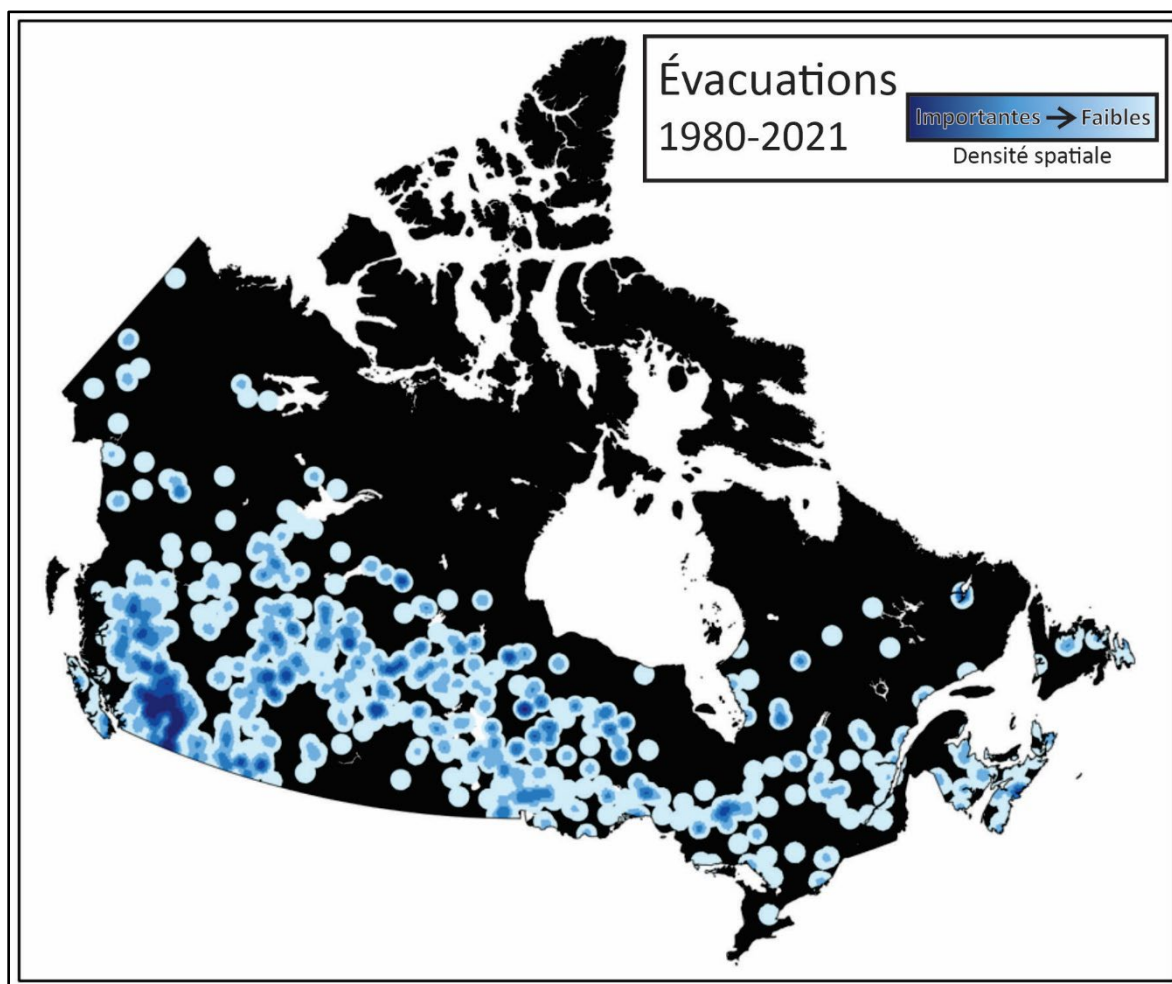 Évacuations
1980-2021
Importantes → Faibles
Densité spatiale